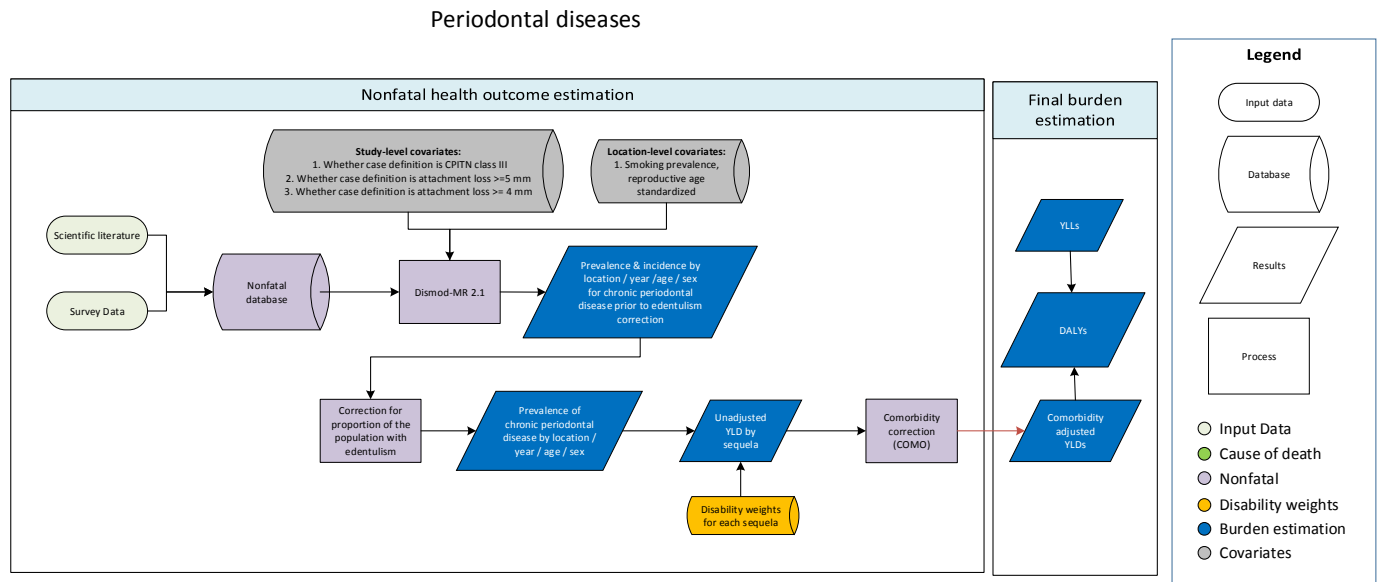 Periodontal diseases
Nonfatal health outcome estimation
Study-level covariates:
1. Whether case definition is CPITN class III
2. Whether case definition is attachment loss >=5 mm
3. Whether case definition is attachment loss >= 4 mm
Location-level covariates:
1. Smoking prevalence,
reproductive age
standardized
Scientific literature
Survey Data
Nonfatal
database
Dismod-MR 2.1
Prevalence & incidence by
location / year /age / sex
for chronic periodontal
disease prior to edentulism
correction
Correction for
proportion of the
population with
edentulism
Prevalence of
chronic periodontal
disease by location /
year / age / sex
Unadjusted
YLD by
sequela
Disability weights
for each sequela
Comorbidity
correction
(COMO)
Final burden
estimation
YLLs
DALYs
Comorbidity
adjusted
YLDs
Legend
Input data
Database
Results
Process
Input Data
Cause of death
Nonfatal
Disability weights
Burden estimation
Covariates